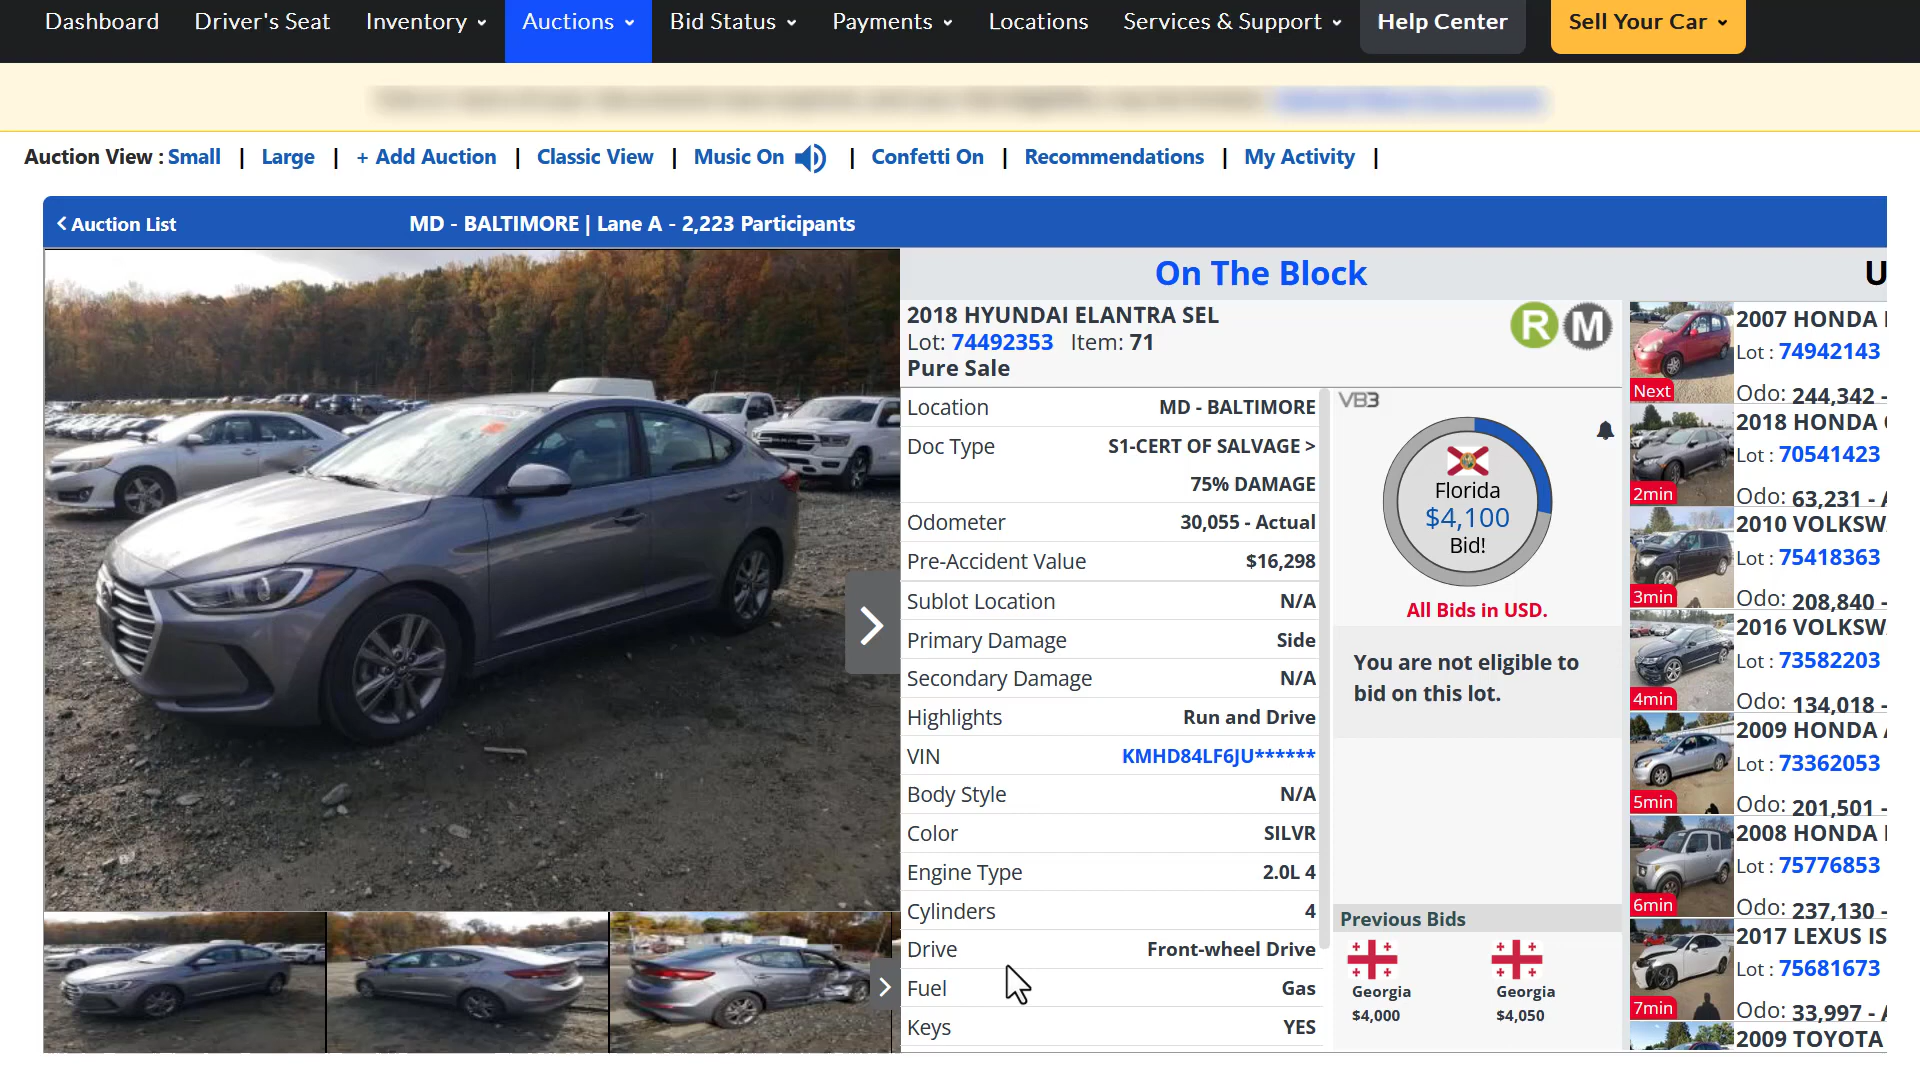 Dashboard
Driver's Seat
Inventory
Auctions
Bid Status
Payments
Locations
Services & Support
Help Center
Sell Your Car
Auction View : Small | Large | + Add Auction | Classic View | Music On | Confetti On | Recommendations | My Activity |
Auction List
MD - BALTIMORE | Lane A - 2,223 Participants
On The Block
2018 HYUNDAI ELANTRA SEL
Lot: 74492353 Item: 71
Pure Sale
R M
Location MD - BALTIMORE
Doc Type S1-CERT OF SALVAGE >
75% DAMAGE
Odometer 30,055 - Actual
Pre-Accident Value $16,298
Sublot Location N/A
Primary Damage Side
Secondary Damage N/A
Highlights Run and Drive
VIN KMHD84LF6JU******
Body Style N/A
Color SILVR
Engine Type 2.0L 4
Cylinders 4
Drive Front-wheel Drive
Fuel Gas
Keys YES
VB3
Florida
$4,100
Bid!
All Bids in USD.
You are not eligible to
bid on this lot.
Previous Bids
Georgia
$4,000
Georgia
$4,050
U
2007 HONDA
Lot : 74942143
Next
Odo: 244,342 -
2018 HONDA
Lot : 70541423
2min
Odo: 63,231 - A
2010 VOLKSW
Lot : 75418363
3min
Odo: 208,840 -
2016 VOLKSW
Lot : 73582203
4min
Odo: 134,018 -
2009 HONDA
Lot : 73362053
5min
Odo: 201,501 -
2008 HONDA
Lot : 75776853
6min
Odo: 237,130 -
2017 LEXUS IS
Lot : 75681673
7min
Odo: 33,997 - A
2009 TOYOTA